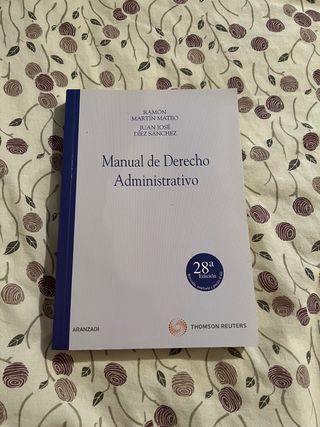 RAMÓN
MARTÍN MATEO
JUAN JOSÉ
DÍEZ SÁNCHEZ
Manual de Derecho
Administrativo
28ª
Edición
ARANZADI
THOMSON REUTERS